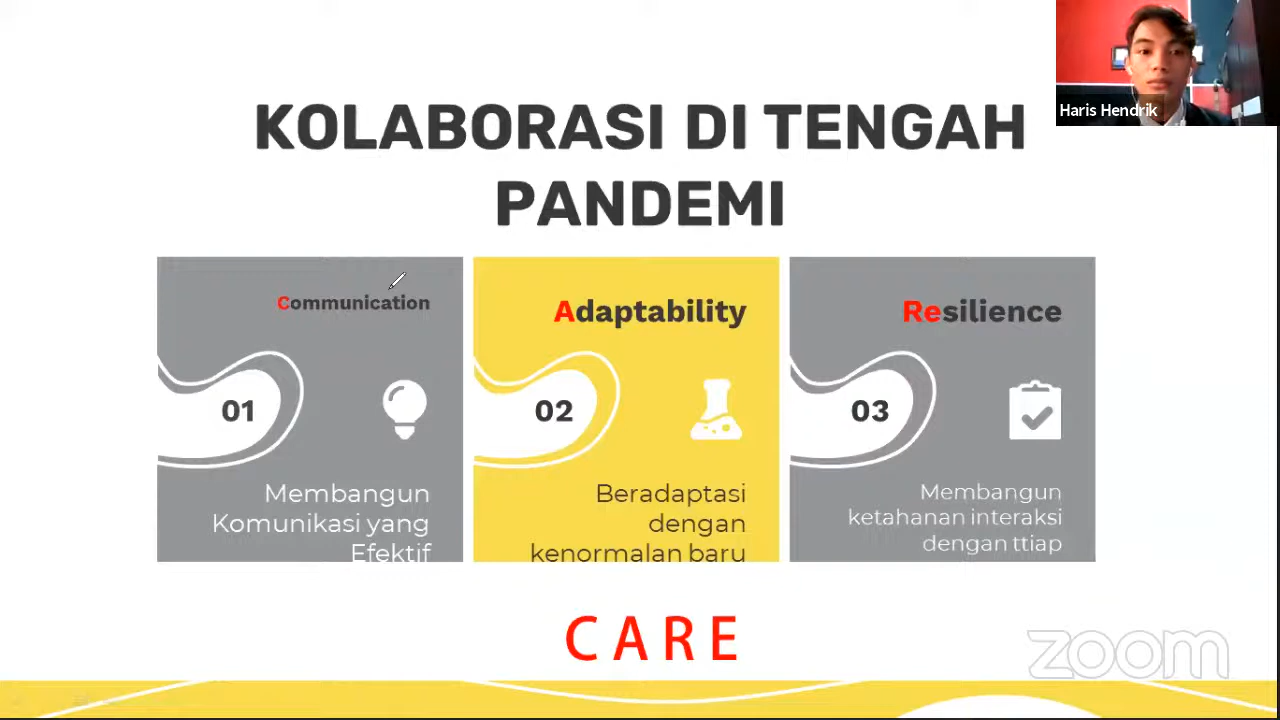 Haris Hendrik
KOLABORASI DI TENGAH
PANDEMI
Communication
01
Membangun
Komunikasi yang
Efektif
Adaptability
02
Beradaptasi
dengan
kenormalan baru
Resilience
03
Membangun
ketahanan interaksi
dengan ttiap
CARE
zoom